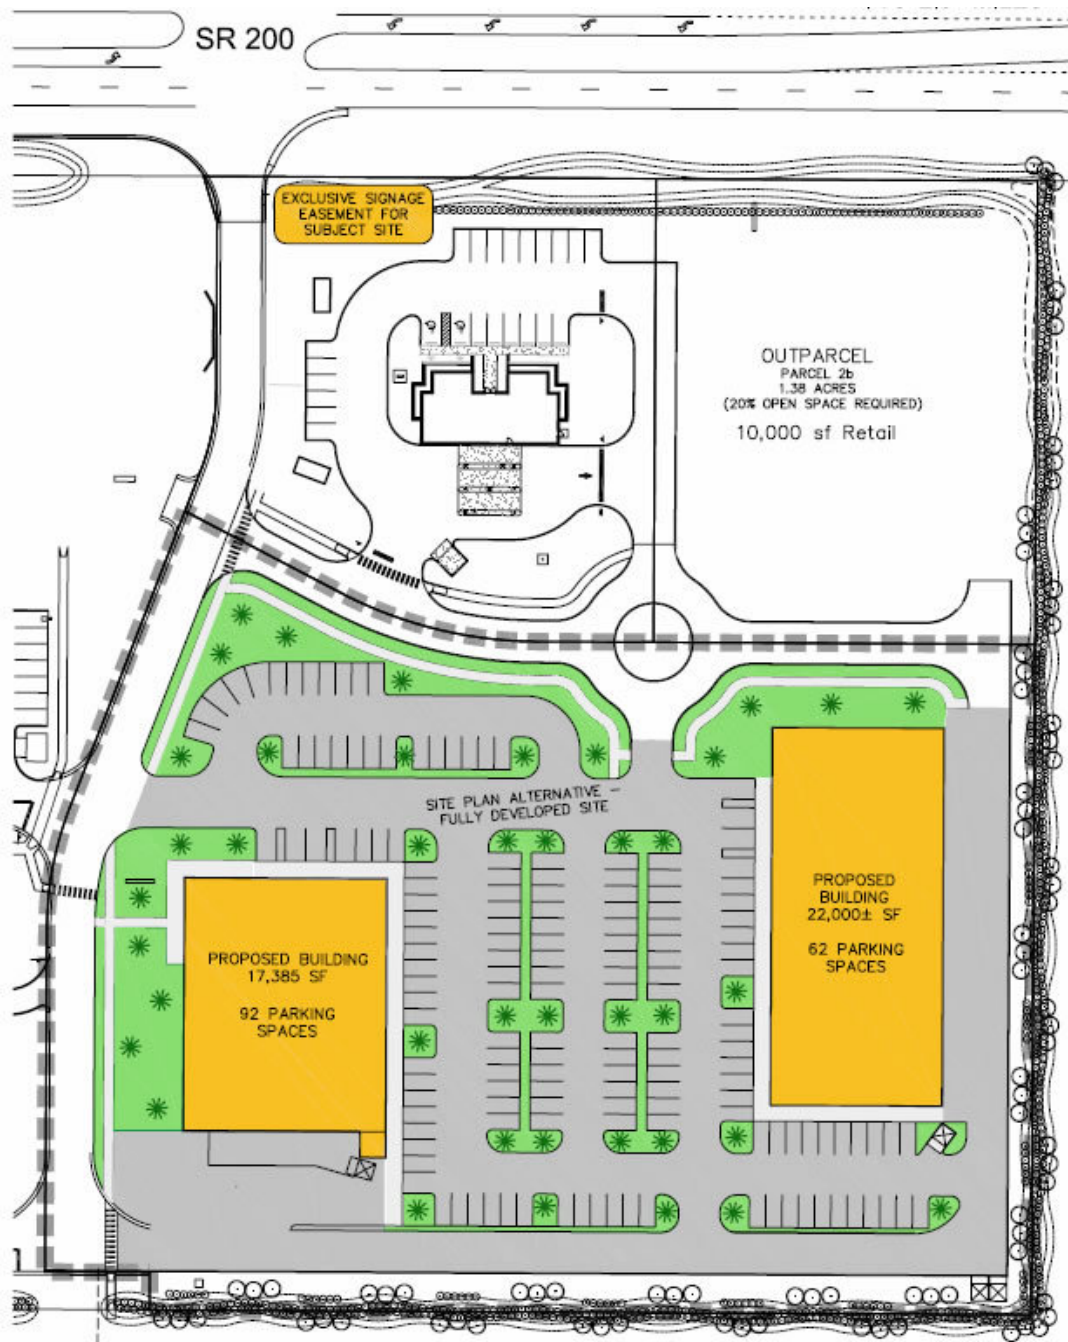 SR 200
EXCLUSIVE SIGNAGE
EASEMENT FOR
SUBJECT SITE
OUTPARCEL
PARCEL 2b
1.38 ACRES
(20% OPEN SPACE REQUIRED)
10,000 sf Retail
SITE PLAN ALTERNATIVE –
FULLY DEVELOPED SITE
PROPOSED
BUILDING
22,000± SF
62 PARKING
SPACES
PROPOSED BUILDING
17,385 SF
92 PARKING
SPACES